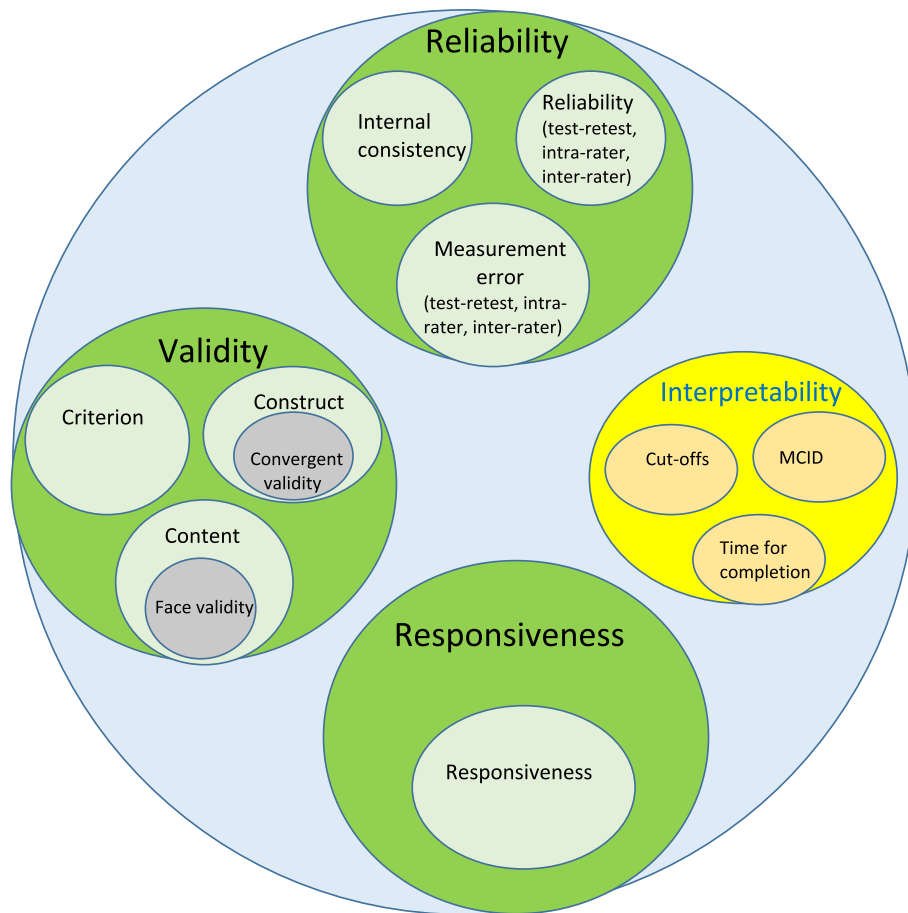 Reliability
Internal
consistency
Reliability
(test-retest,
intra-rater,
inter-rater)
Measurement
error
(test-retest, intra-
rater, inter-rater)
Validity
Criterion
Construct
Convergent
validity
Content
Face validity
Interpretability
Cut-offs
MCID
Time for
completion
Responsiveness
Responsiveness